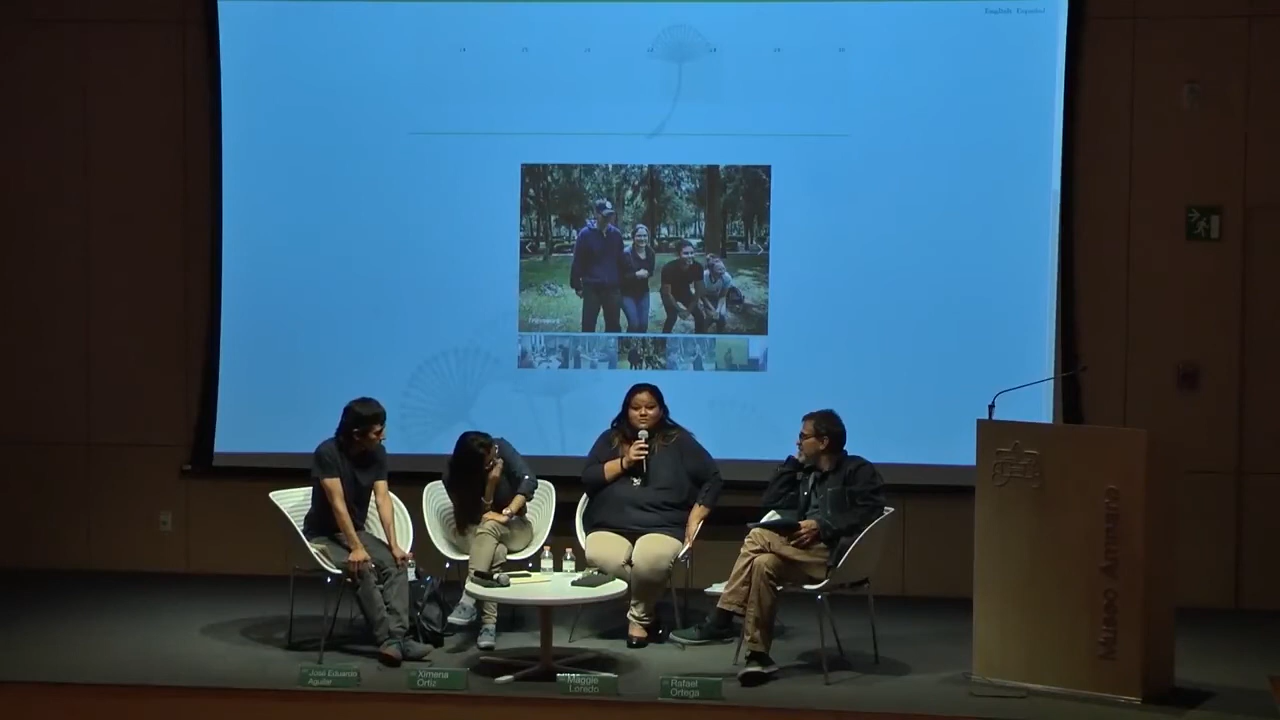 English Español
José Eduardo
Aguilar
Ximena
Ortiz
Maggie
Loredo
Rafael
Ortega
Museo Amparo